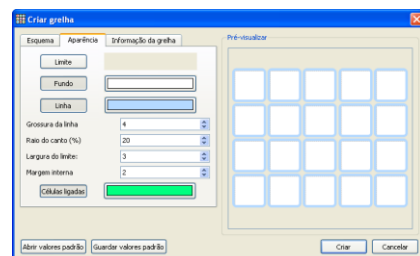 Criar grelha
Esquema Aparência Informação da grelha
Limite
Fundo
Linha
Grossura da linha 4
Raio do canto (%) 20
Largura do limite: 3
Margem interna 2
Células ligadas
Pré-visualizar
Abrir valores padrão Guardar valores padrão Criar Cancelar